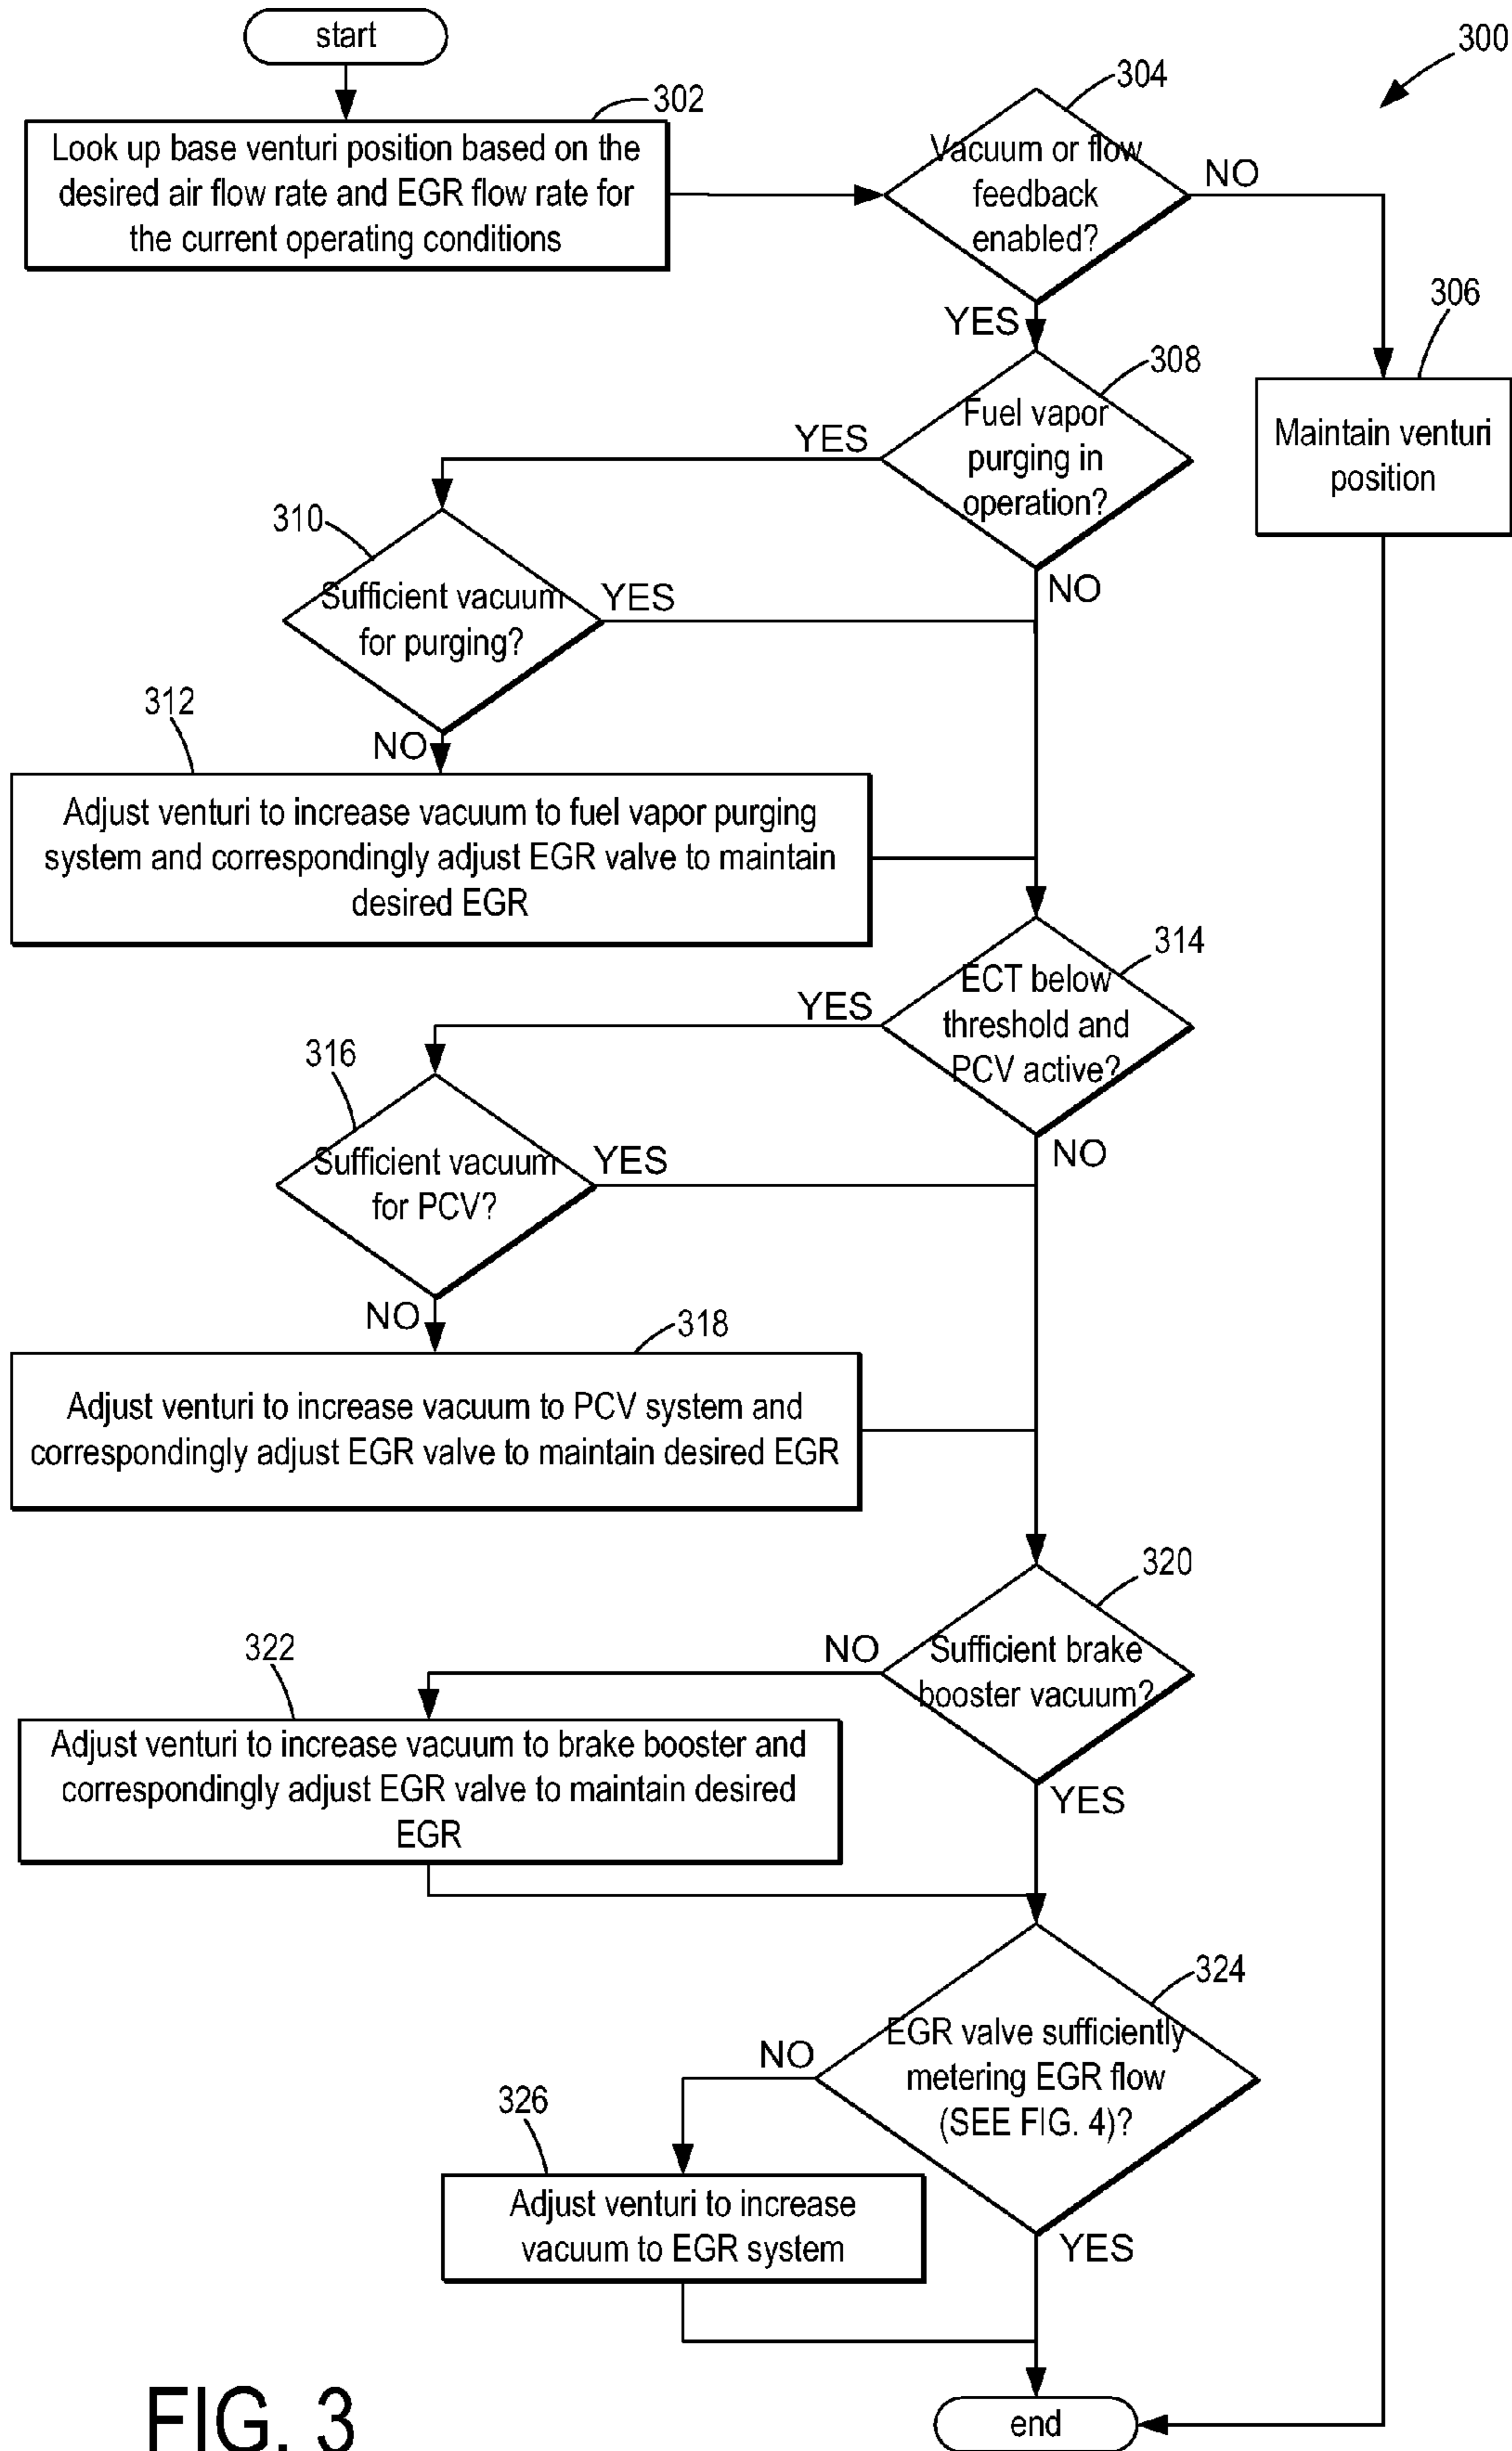 start
300
302
304
Look up base venturi position based on the
desired air flow rate and EGR flow rate for
the current operating conditions
Vacuum or flow
feedback
enabled?
NO
YES
306
Maintain venturi
position
308
Fuel vapor
purging in
operation?
YES
NO
310
Sufficient vacuum
for purging?
YES
NO
312
Adjust venturi to increase vacuum to fuel vapor purging
system and correspondingly adjust EGR valve to maintain
desired EGR
314
ECT below
threshold and
PCV active?
YES
NO
316
Sufficient vacuum
for PCV?
YES
NO
318
Adjust venturi to increase vacuum to PCV system and
correspondingly adjust EGR valve to maintain desired EGR
320
Sufficient brake
booster vacuum?
NO
YES
322
Adjust venturi to increase vacuum to brake booster and
correspondingly adjust EGR valve to maintain desired
EGR
324
EGR valve sufficiently
metering EGR flow
(SEE FIG. 4)?
NO
YES
326
Adjust venturi to increase
vacuum to EGR system
end
FIG. 3